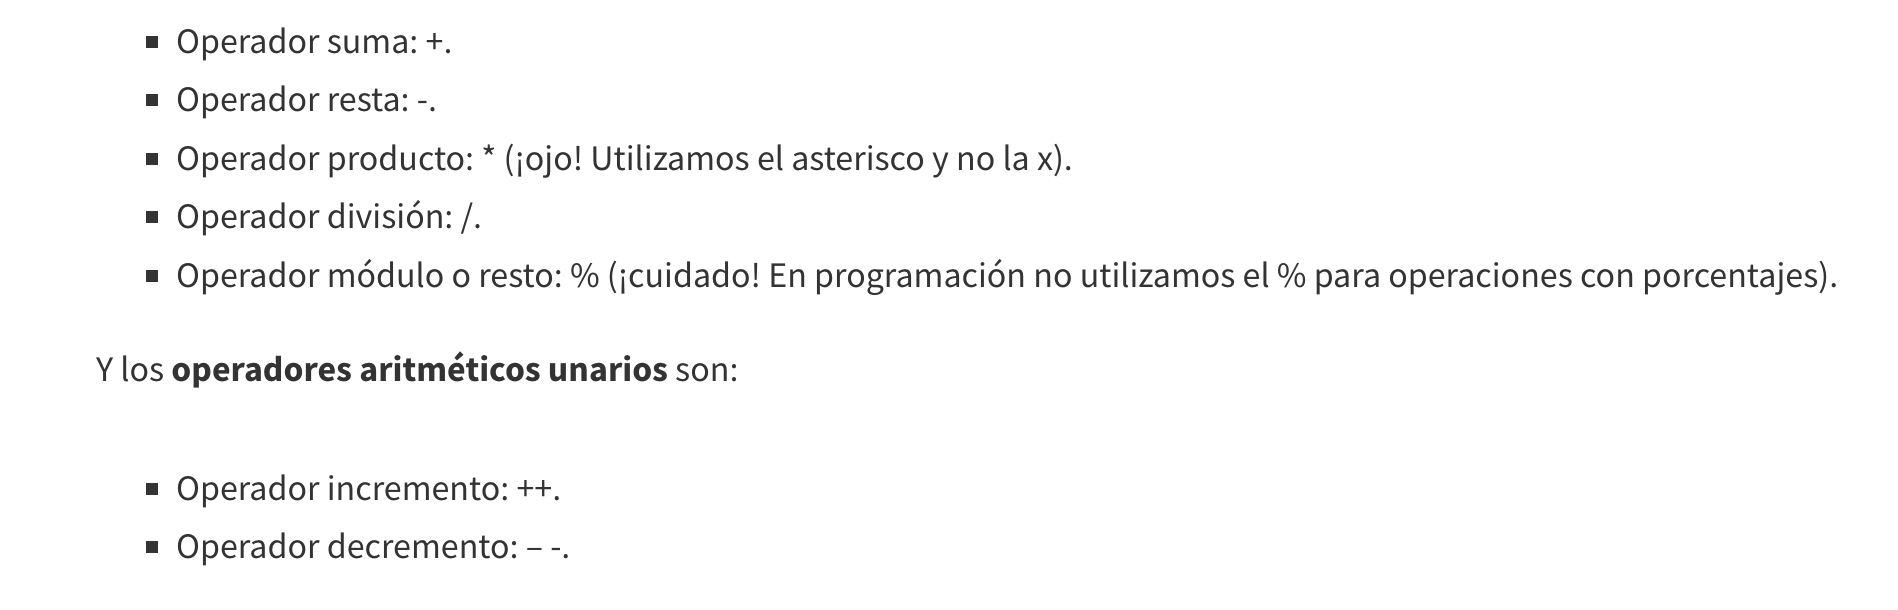 ▪ Operador suma: +.
▪ Operador resta: -.
▪ Operador producto: * (¡ojo! Utilizamos el asterisco y no la x).
▪ Operador división: /.
▪ Operador módulo o resto: % (¡cuidado! En programación no utilizamos el % para operaciones con porcentajes).
Y los operadores aritméticos unarios son:
▪ Operador incremento: ++.
▪ Operador decremento: – -.